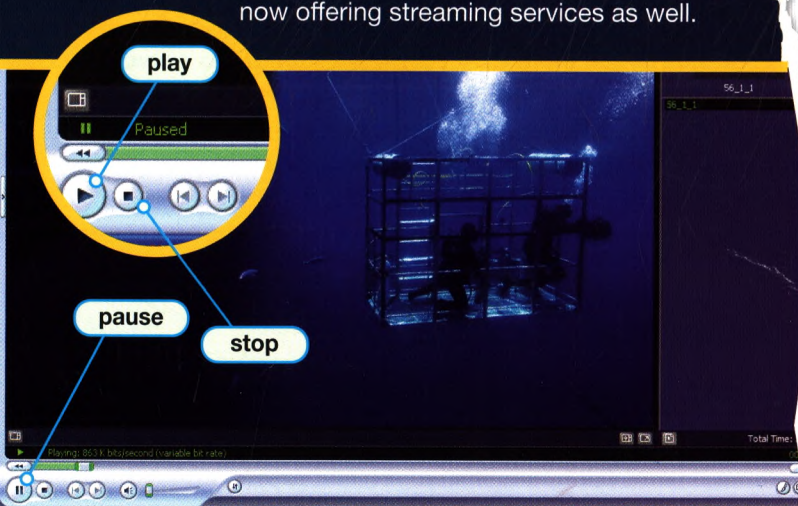 now offering streaming services as well.
play
Paused
56_1_1
56_1_1
pause
stop
Playing: 863 K bits/second (variable bit rate)
Total Time: